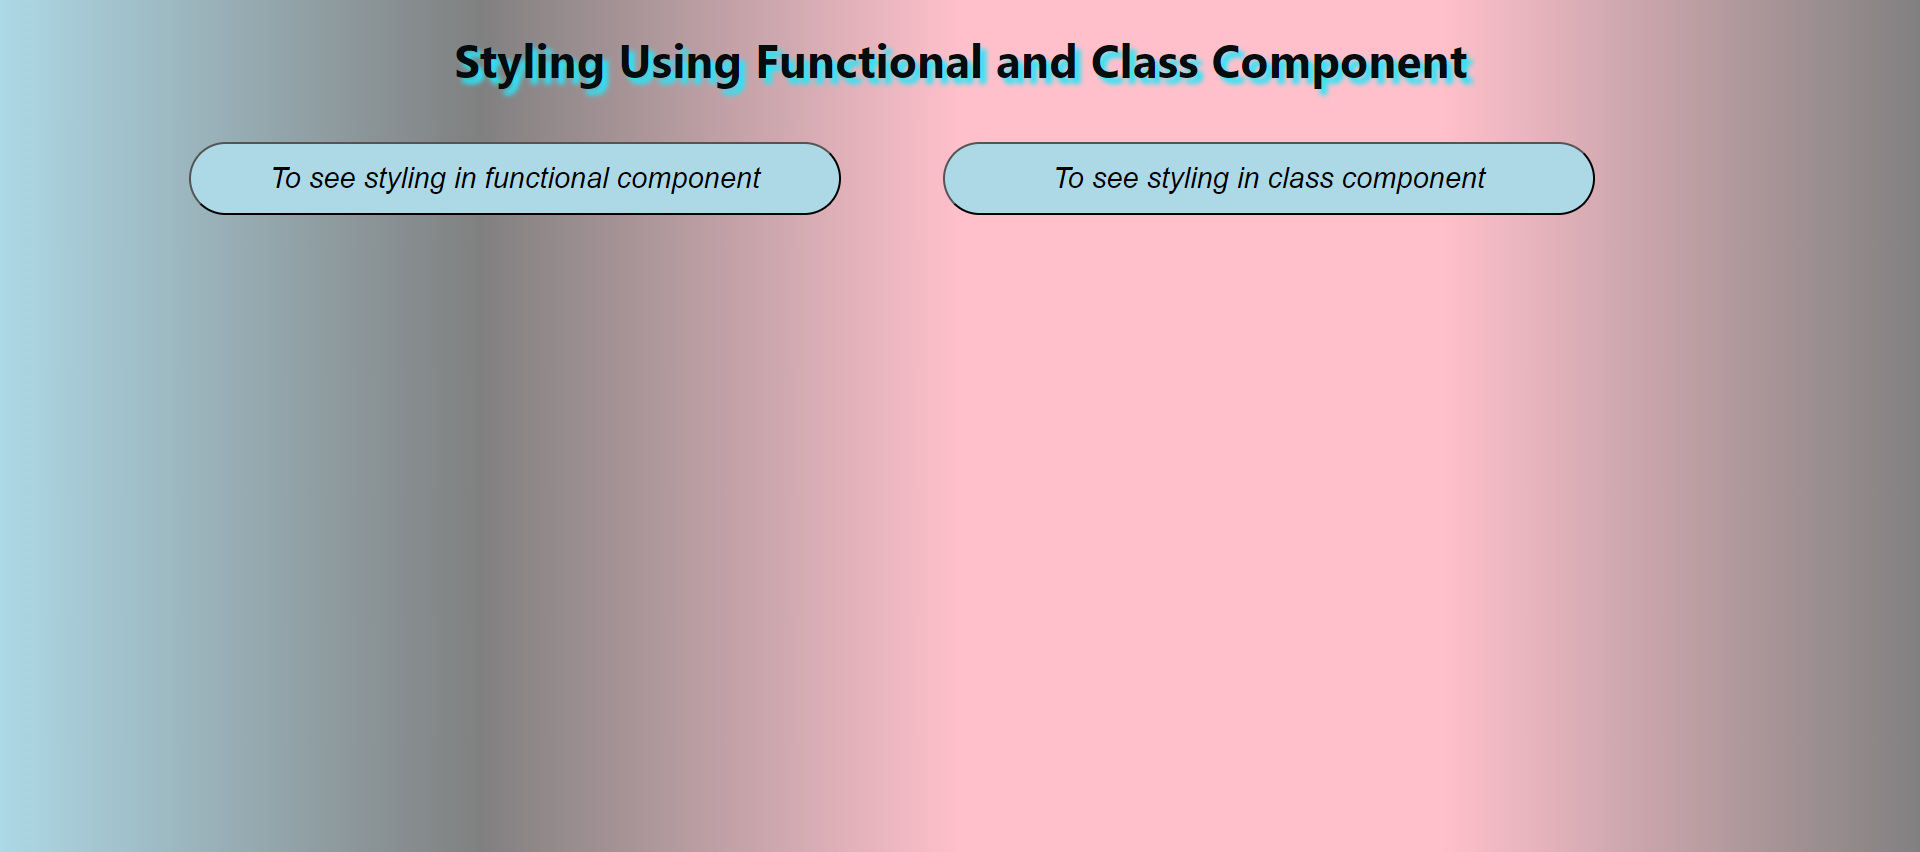 Styling Using Functional and Class Component
To see styling in functional component
To see styling in class component